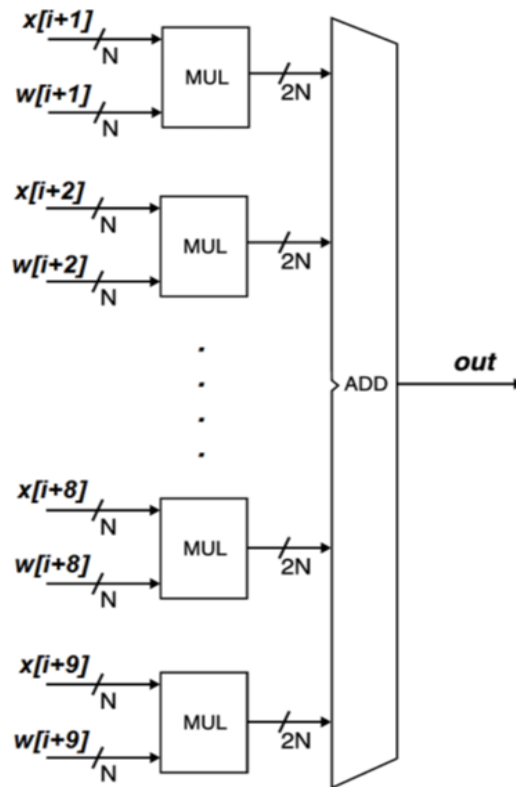 x[i+1]
N
MUL
2N
w[i+1]
N
x[i+2]
N
MUL
2N
w[i+2]
N
ADD
out
x[i+8]
N
MUL
2N
w[i+8]
N
x[i+9]
N
MUL
2N
w[i+9]
N